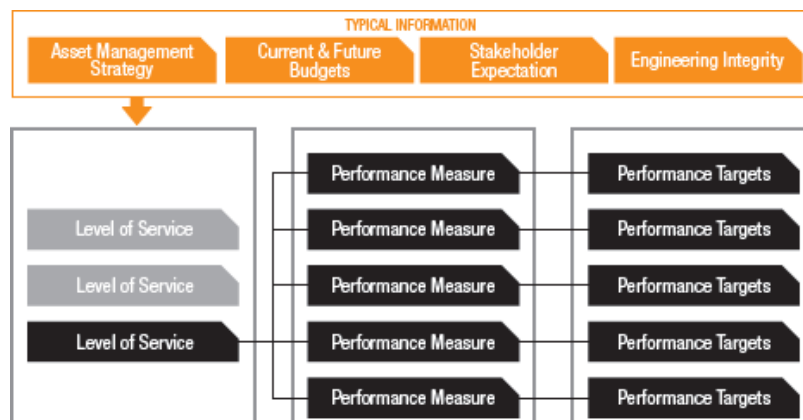 TYPICAL INFORMATION
Asset Management
Strategy
Current & Future
Budgets
Stakeholder
Expectation
Engineering Integrity
Performance Measure
Performance Targets
Level of Service
Performance Measure
Performance Targets
Level of Service
Performance Measure
Performance Targets
Level of Service
Performance Measure
Performance Targets
Performance Measure
Performance Targets